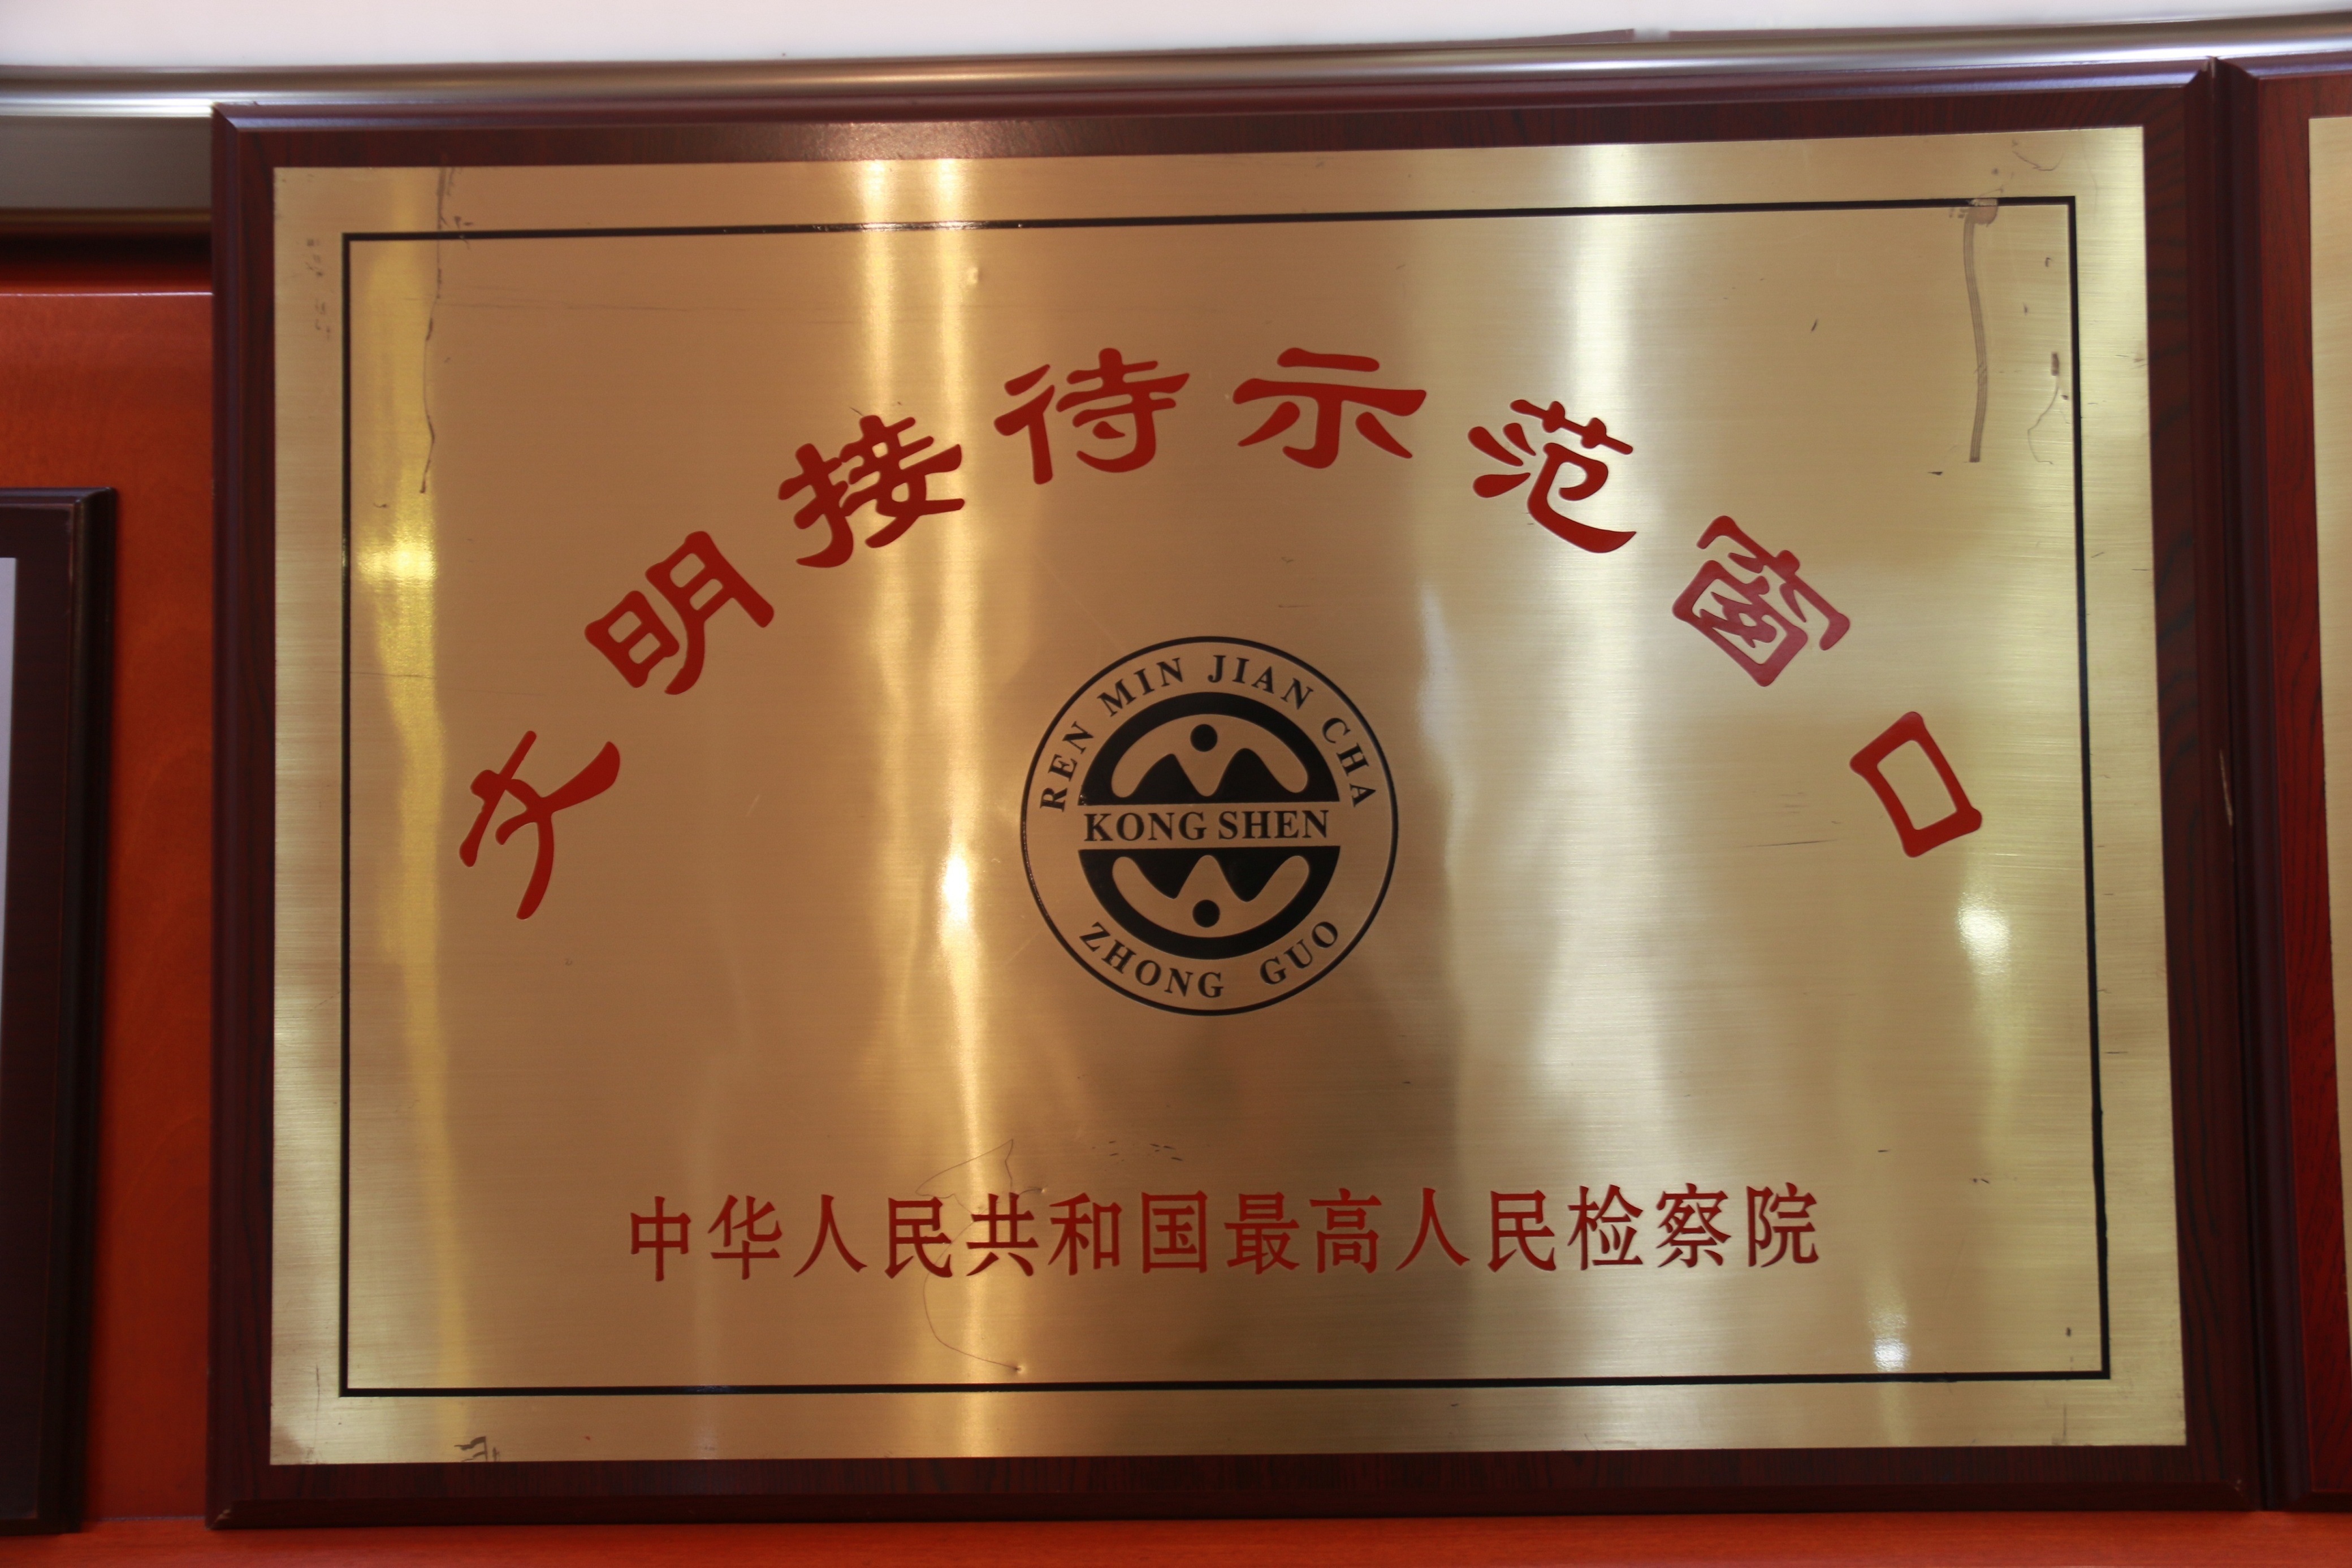 文明接待示范窗口
REN MIN JIAN CHA
KONG SHEN
ZHONG GUO
中华人民共和国最高人民检察院